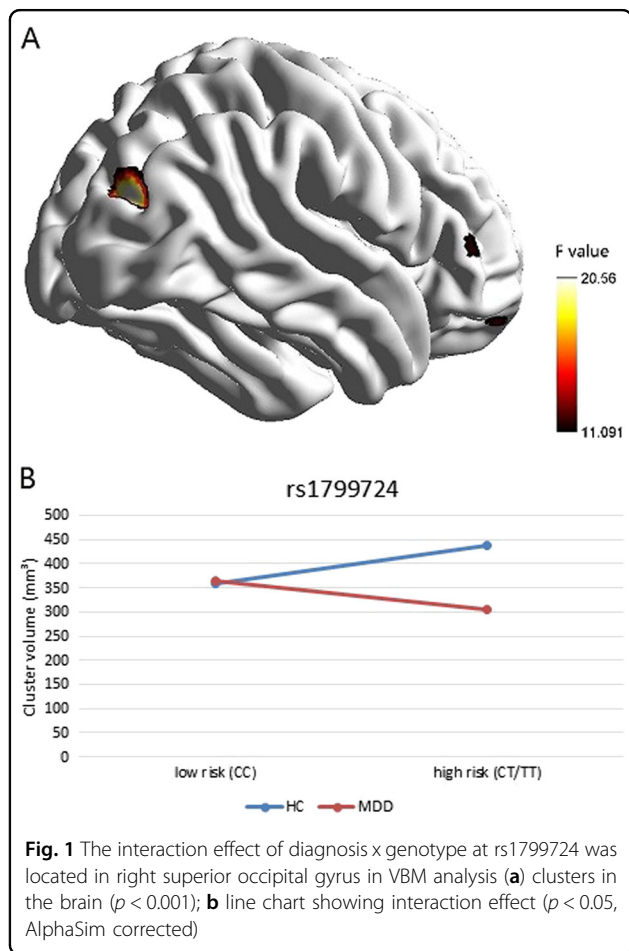 A
F value
20.56
11.091
B
rs1799724
Cluster volume (mm³)
500
450
400
350
300
250
200
150
100
50
0
low risk (CC)
high risk (CT/TT)
HC
MDD
Fig. 1 The interaction effect of diagnosis x genotype at rs1799724 was
located in right superior occipital gyrus in VBM analysis (a) clusters in
the brain (p < 0.001); b line chart showing interaction effect (p < 0.05,
AlphaSim corrected)